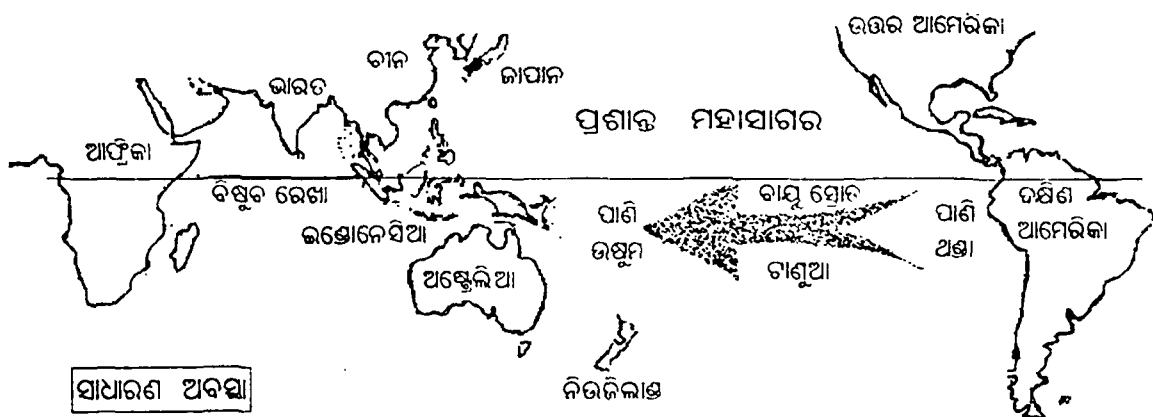 ଉତ୍ତର ଆମେରିକା
ଚୀନ
ଜାପାନ
ଭାରତ
ପ୍ରଶାନ୍ତ ମହାସାଗର
ଆଫ୍ରିକା
ବିଷୁବ ରେଖା
ପାଣି
ଉଷୁମ
ବାୟୁ ସ୍ରୋତ
ଟାଣୁଆ
ପାଣି
ଥଣ୍ଡା
ଦକ୍ଷିଣ
ଆମେରିକା
ଇଣ୍ଡୋନେସିଆ
ଅଷ୍ଟ୍ରେଲିଆ
ନିଉଜିଲାଣ୍ଡ
ସାଧାରଣ ଅବସ୍ଥା